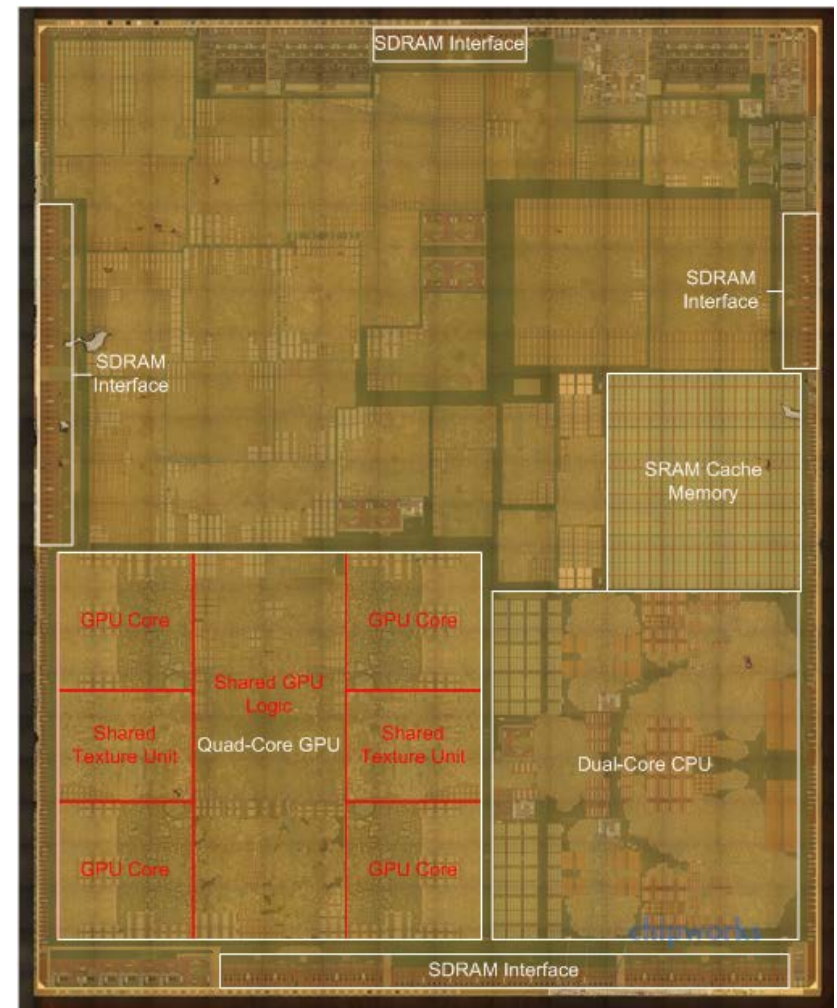 SDRAM Interface
SDRAM
Interface
SDRAM
Interface
SRAM Cache
Memory
GPU Core
GPU Core
Shared GPU
Logic
Shared
Texture Unit
Quad-Core GPU
Shared
Texture Unit
Dual-Core CPU
GPU Core
GPU Core
chipworks
SDRAM Interface